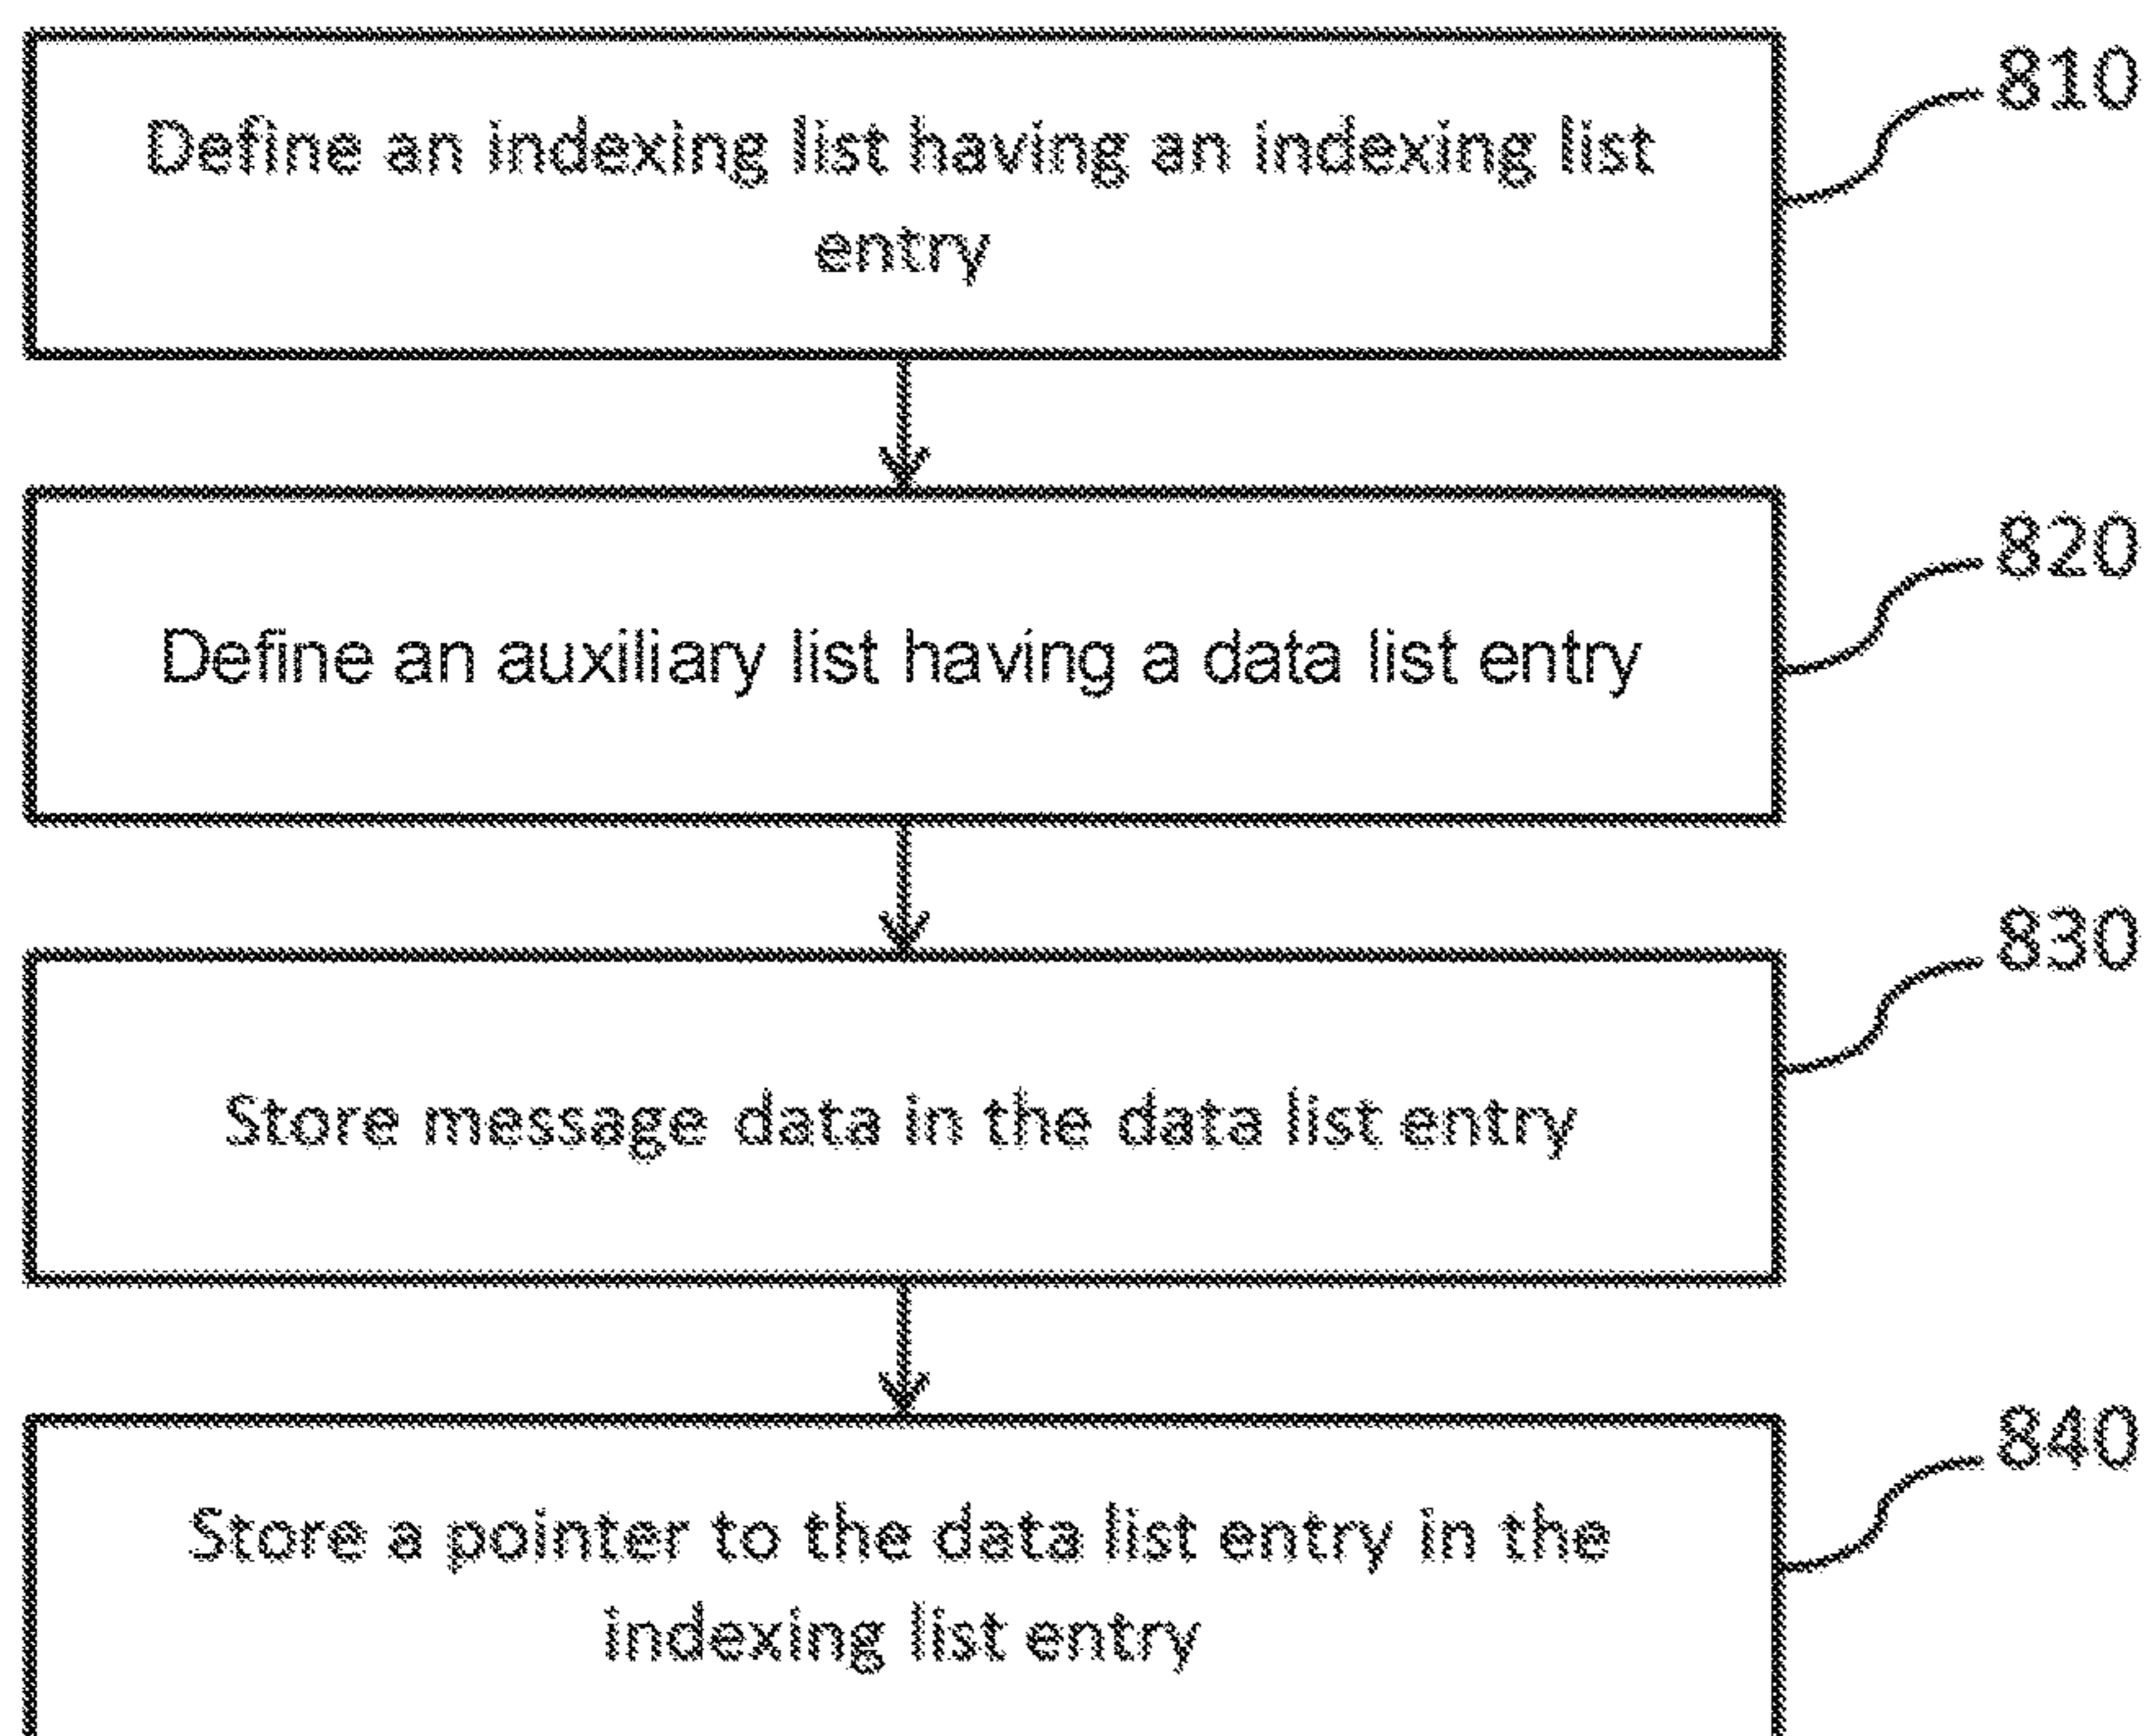 810
Define an indexing list having an indexing list
entry
820
Define an auxiliary list having a data list entry
830
Store message data in the data list entry
840
Store a pointer to the data list entry in the
indexing list entry